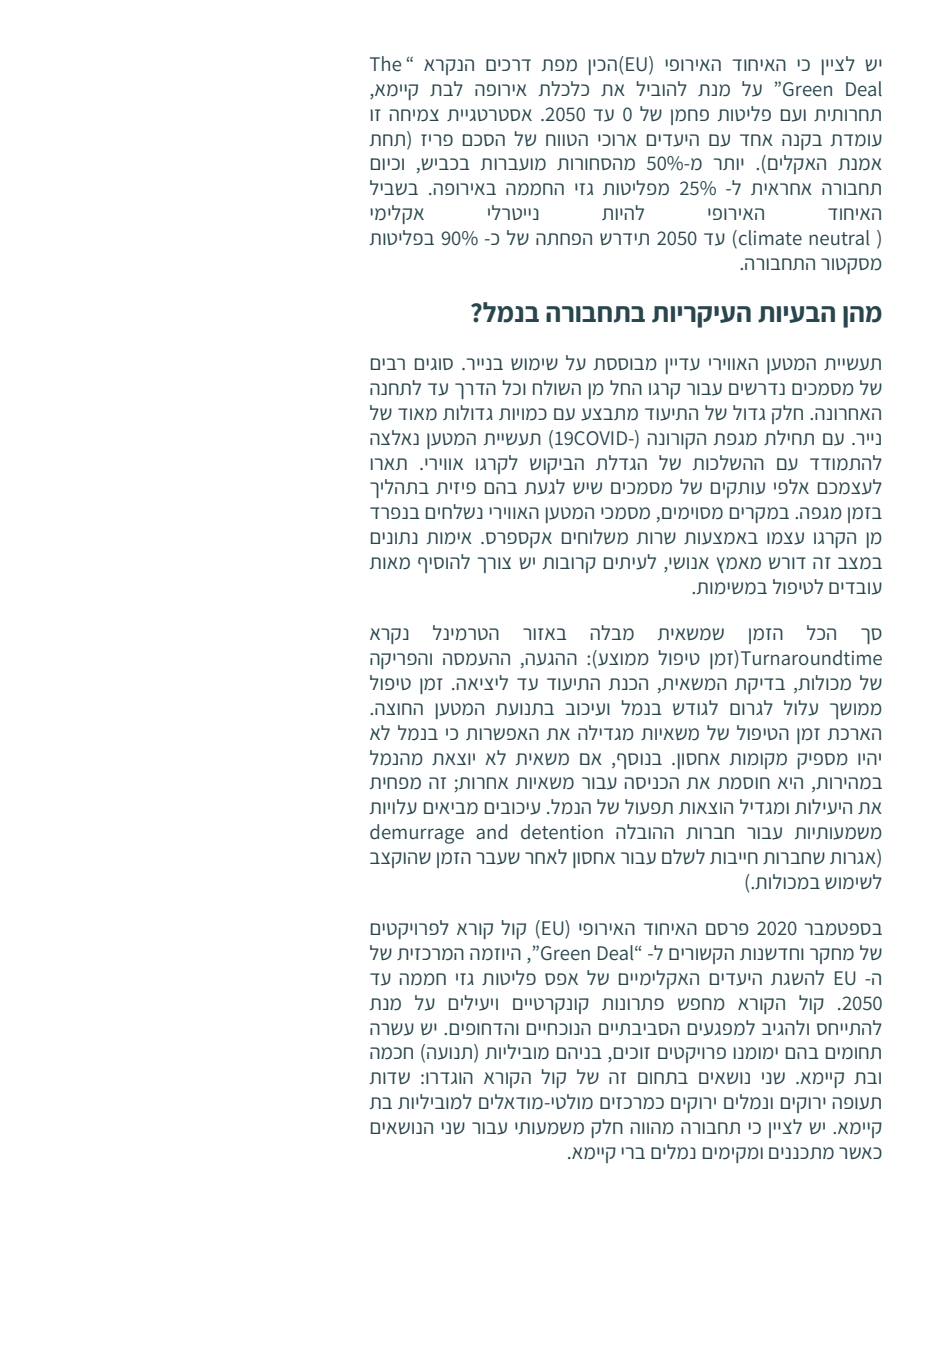 יש לציין כי האיחוד האירופי (EU)הכין מפת דרכים הנקרא “The
Green Deal” על מנת להוביל את כלכלת אירופה לבת קיימא,
תחרותית ועם פליטות פחמן של 0 עד 2050. אסטרטגיית צמיחה זו
עומדת בקנה אחד עם היעדים ארוכי הטווח של הסכם פריז (תחת
אמנת האקלים). יותר מ-50% מהסחורות מועברות בכביש, וכיום
תחבורה אחראית ל- 25% מפליטות גזי החממה באירופה. בשביל
האיחוד האירופי להיות נייטרלי אקלימי
( climate neutral) עד 2050 תידרש הפחתה של כ- 90% בפליטות
מסקטור התחבורה.
מהן הבעיות העיקריות בתחבורה בנמל?
תעשיית המטען האווירי עדיין מבוססת על שימוש בנייר. סוגים רבים
של מסמכים נדרשים עבור קרגו החל מן השולח וכל הדרך עד לתחנה
האחרונה. חלק גדול של התיעוד מתבצע עם כמויות גדולות מאוד של
נייר. עם תחילת מגפת הקורונה (-19COVID) תעשיית המטען נאלצה
להתמודד עם ההשלכות של הגדלת הביקוש לקרגו אווירי. תארו
לעצמכם אלפי עותקים של מסמכים שיש לגעת בהם פיזית בתהליך
בזמן מגפה. במקרים מסוימים, מסמכי המטען האווירי נשלחים בנפרד
מן הקרגו עצמו באמצעות שרות משלוחים אקספרס. אימות נתונים
במצב זה דורש מאמץ אנושי, לעיתים קרובות יש צורך להוסיף מאות
עובדים לטיפול במשימות.
סך הכל הזמן שמשאית מבלה באזור הטרמינל נקרא
Turnaroundtime(זמן טיפול ממוצע): ההגעה, ההעמסה והפריקה
של מכולות, בדיקת המשאית, הכנת התיעוד עד ליציאה. זמן טיפול
ממושך עלול לגרום לגודש בנמל ועיכוב בתנועת המטען החוצה.
הארכת זמן הטיפול של משאיות מגדילה את האפשרות כי בנמל לא
יהיו מספיק מקומות אחסון. בנוסף, אם משאית לא יוצאת מהנמל
במהירות, היא חוסמת את הכניסה עבור משאיות אחרות; זה מפחית
את היעילות ומגדיל הוצאות תפעול של הנמל. עיכובים מביאים עלויות
משמעותיות עבור חברות ההובלה demurrage and detention
(אגרות שחברות חייבות לשלם עבור אחסון לאחר שעבר הזמן שהוקצב
לשימוש במכולות.)
בספטמבר 2020 פרסם האיחוד האירופי (EU) קול קורא לפרויקטים
של מחקר וחדשנות הקשורים ל- “Green Deal”, היוזמה המרכזית של
ה- EU להשגת היעדים האקלימיים של אפס פליטות גזי חממה עד
2050. קול הקורא מחפש פתרונות קונקרטיים ויעילים על מנת
להתייחס ולהגיב למפגעים הסביבתיים הנוכחיים והדחופים. יש עשרה
תחומים בהם ימומנו פרויקטים זוכים, בניהם מוביליות (תנועה) חכמה
ובת קיימא. שני נושאים בתחום זה של קול הקורא הוגדרו: שדות
תעופה ירוקים ונמלים ירוקים כמרכזים מולטי-מודאלים למוביליות בת
קיימא. יש לציין כי תחבורה מהווה חלק משמעותי עבור שני הנושאים
כאשר מתכננים ומקימים נמלים ברי קיימא.